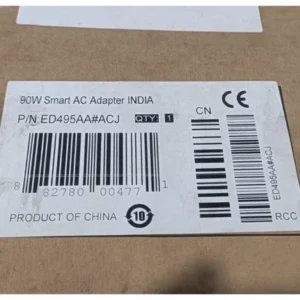 90W Smart AC Adapter INDIA
P/N:ED495AA#ACJ QTY: 1
CN
CE
8 82780 00477 1
ED495AA#ACJ
PRODUCT OF CHINA 10
RCC